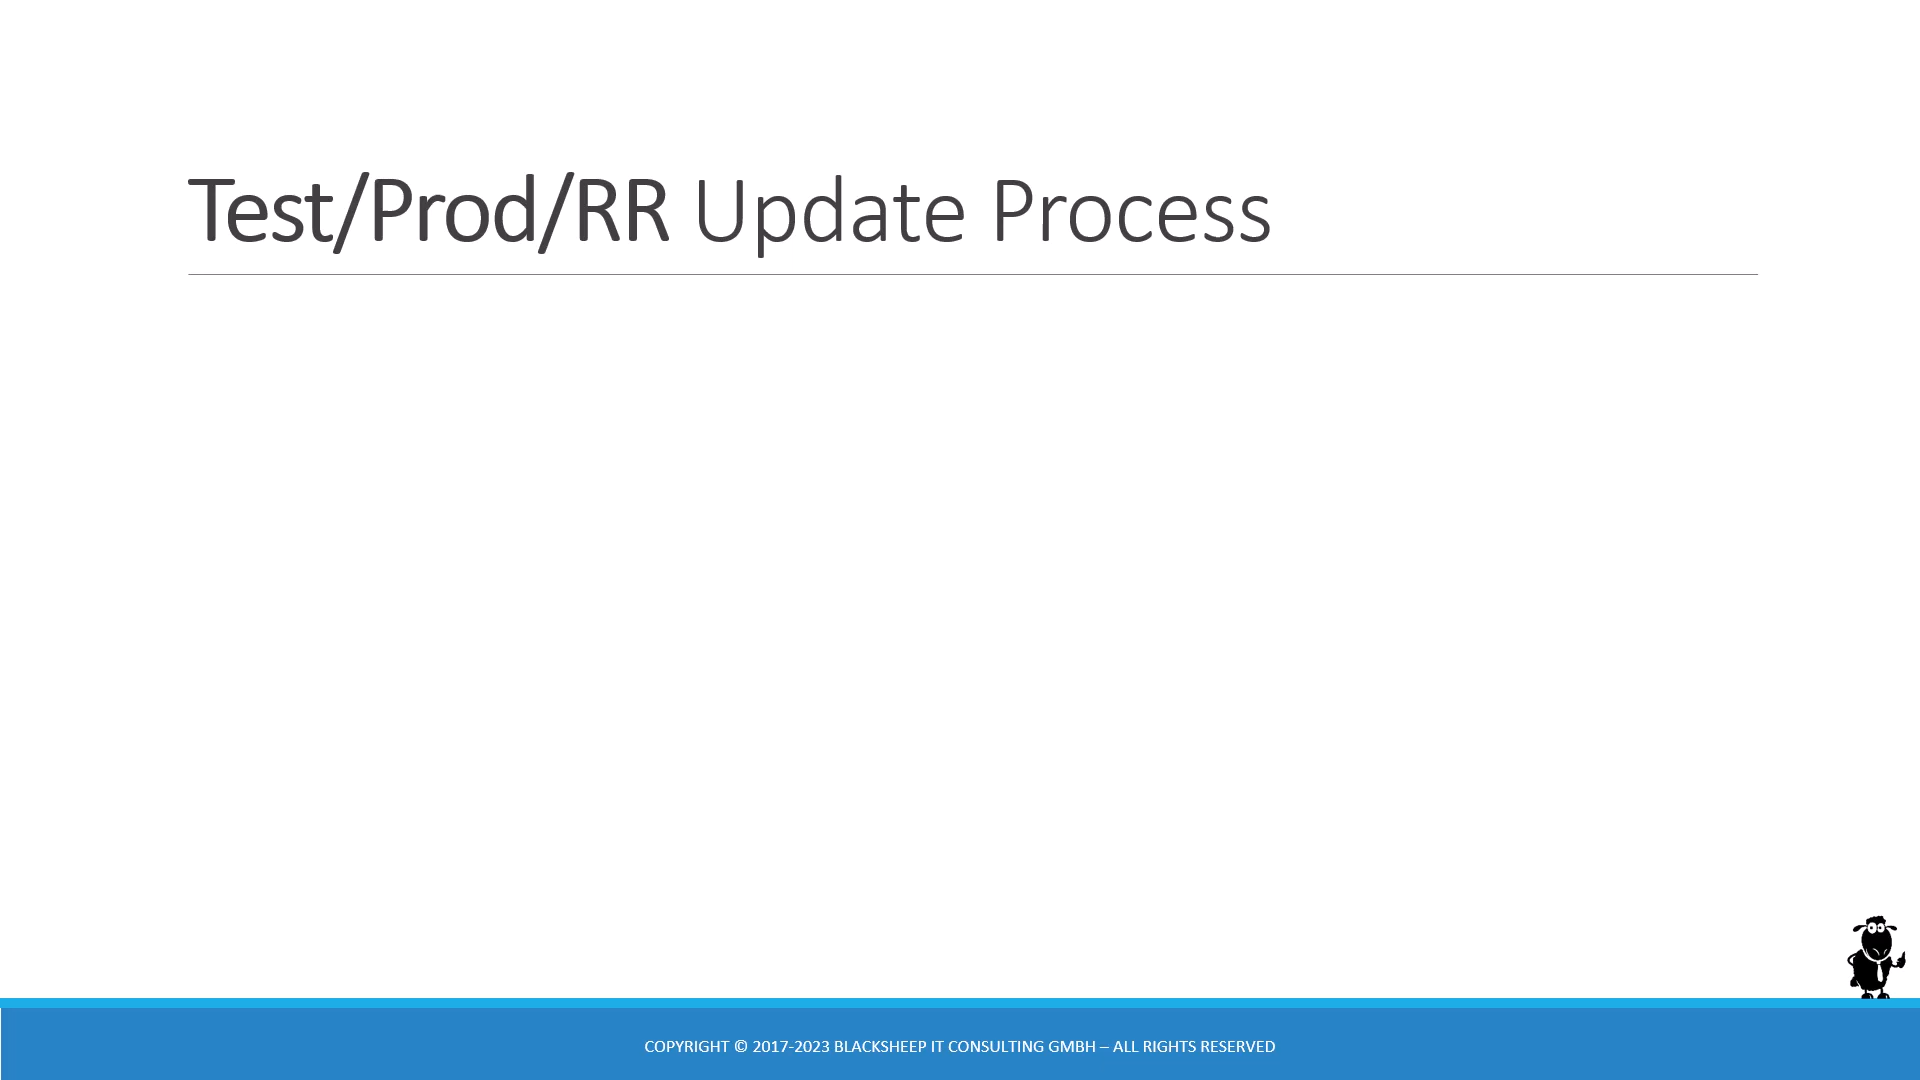 Test/Prod/RR Update Process
COPYRIGHT © 2017-2023 BLACKSHEEP IT CONSULTING GMBH – ALL RIGHTS RESERVED